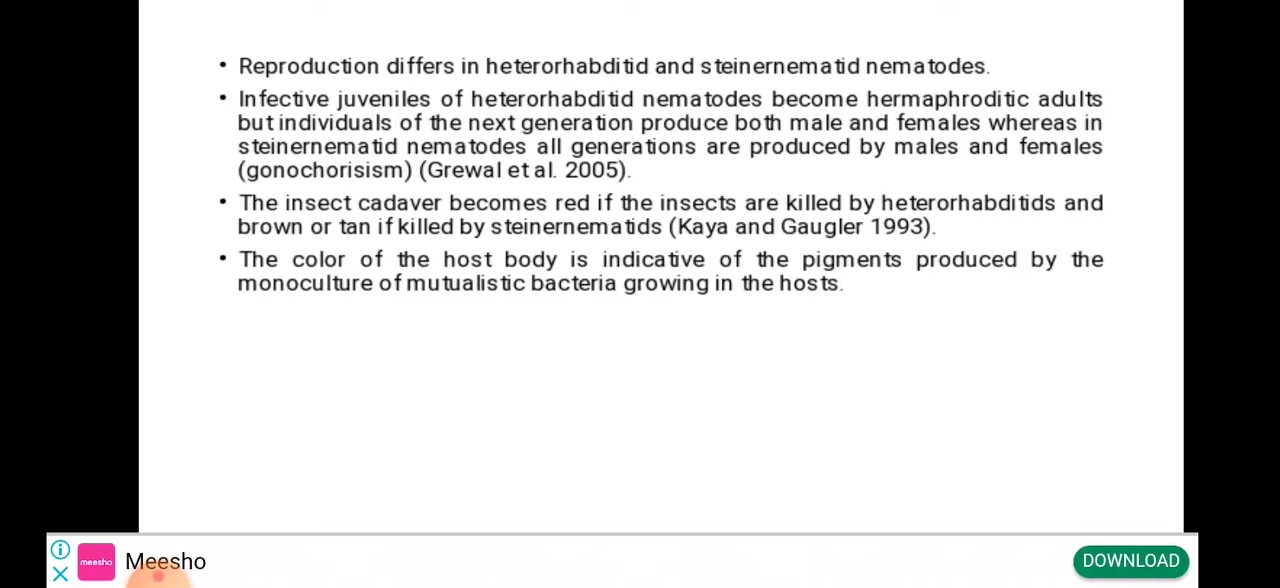 • Reproduction differs in heterorhabditid and steinernematid nematodes.
• Infective juveniles of heterorhabditid nematodes become hermaphroditic adults
but individuals of the next generation produce both male and females whereas in
steinernematid nematodes all generations are produced by males and females
(gonochorisism) (Grewal et al. 2005).
• The insect cadaver becomes red if the insects are killed by heterorhabditids and
brown or tan if killed by steinernematids (Kaya and Gaugler 1993).
• The color of the host body is indicative of the pigments produced by the
monoculture of mutualistic bacteria growing in the hosts.
meesho
Meesho
DOWNLOAD